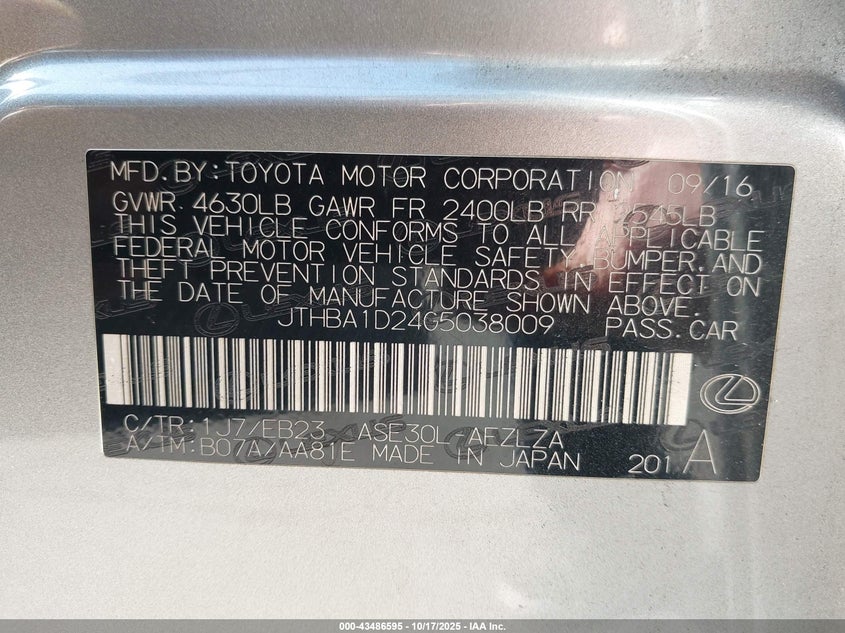 MFD.BY:TOYOTA MOTOR CORPORATION 09/16
GVWR.4630LB GAWR FR 2400LB RR 2545LB
THIS VEHICLE CONFORMS TO ALL APPLICABLE
FEDERAL MOTOR VEHICLE SAFETY,BUMPER,AND
THEFT PREVENTION STANDARDS IN EFFECT ON
THE DATE OF MANUFACTURE SHOWN ABOVE.
JTHBA1D24G5038009 PASS.CAR
C/TR:1J7/EB23 ASE30L-AEZLZA
A/TM:B07A/AA81E MADE IN JAPAN
201 A
000-43486595 - 10/17/2025 - IAA Inc.